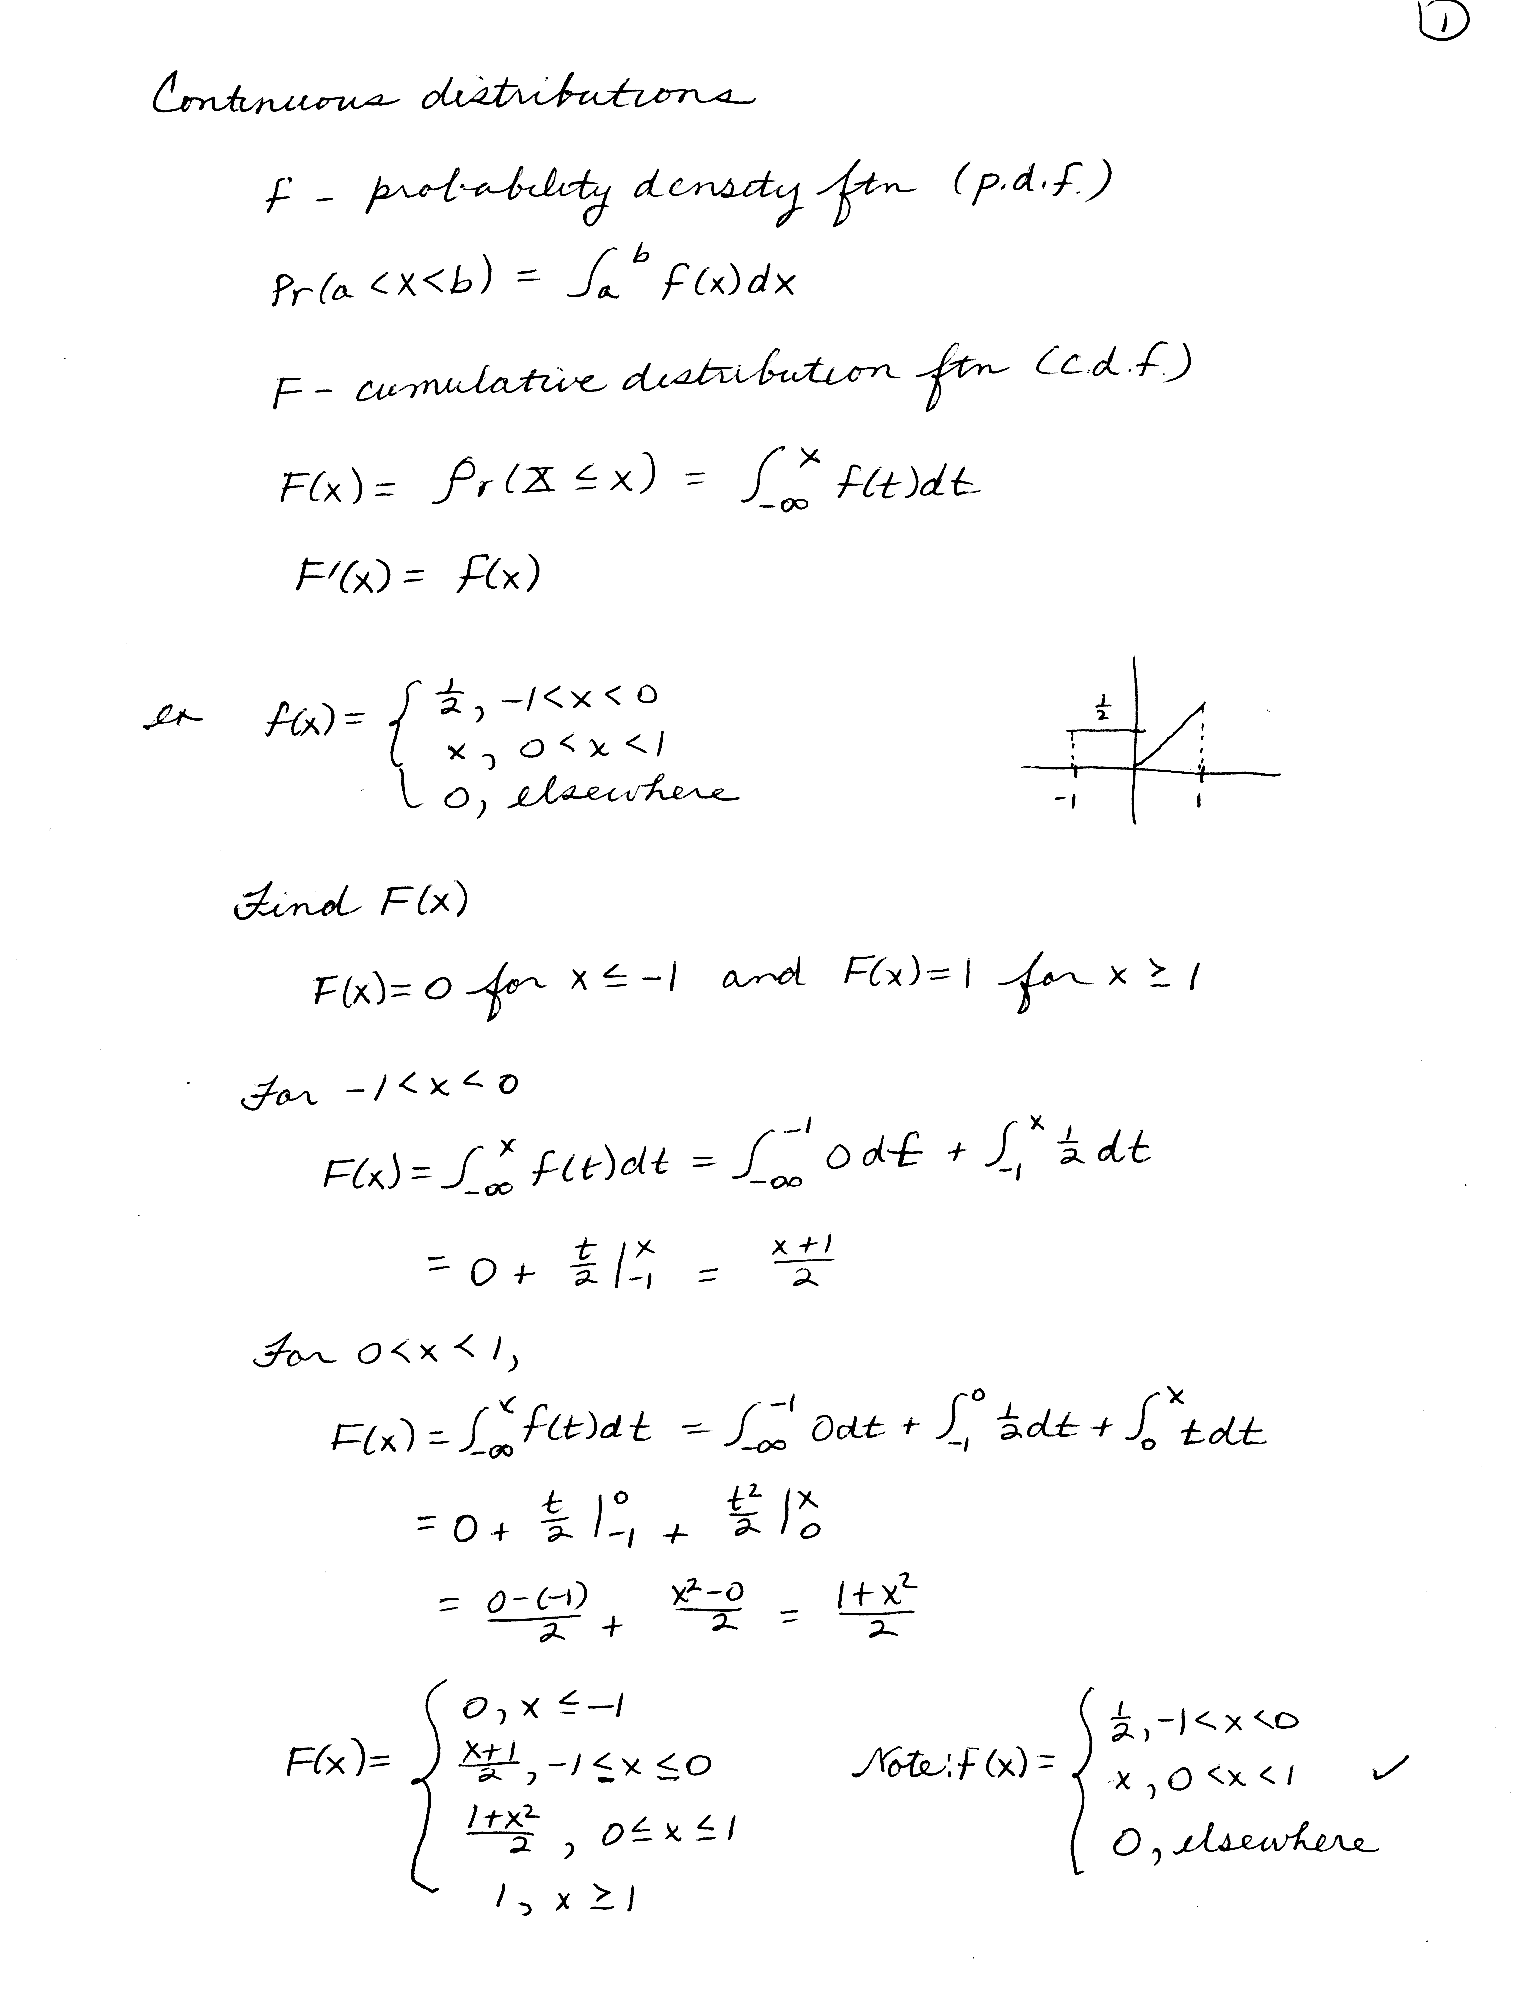 ①
Continuous distributions
f - probability density ftn (p.d.f.)
Pr(a<X<b) = ∫_a^b f(x)dx
F - cumulative distribution ftn (c.d.f.)
F(x) = Pr(X ≤ x) = ∫_{-∞}^x f(t)dt
F'(x) = f(x)
ex f(x) = { 1/2, -1<x<0
x, 0<x<1
0, elsewhere
1/2
-1 1
Find F(x)
F(x)=0 for x ≤ -1 and F(x)=1 for x ≥ 1
For -1<x<0
F(x) = ∫_{-∞}^x f(t)dt = ∫_{-∞}^{-1} 0 dt + ∫_{-1}^x 1/2 dt
= 0 + t/2 |_{-1}^x = (x+1)/2
For 0<x<1,
F(x) = ∫_{-∞}^x f(t)dt = ∫_{-∞}^{-1} 0dt + ∫_{-1}^0 1/2 dt + ∫_0^x t dt
= 0 + t/2 |_{-1}^0 + t²/2 |_0^x
= (0-(-1))/2 + (x²-0)/2 = (1+x²)/2
F(x) = { 0, x ≤ -1
(x+1)/2, -1 ≤ x ≤ 0
(1+x²)/2, 0 ≤ x ≤ 1
1, x ≥ 1
Note: f(x) = { 1/2, -1<x<0
x, 0<x<1 ✓
0, elsewhere